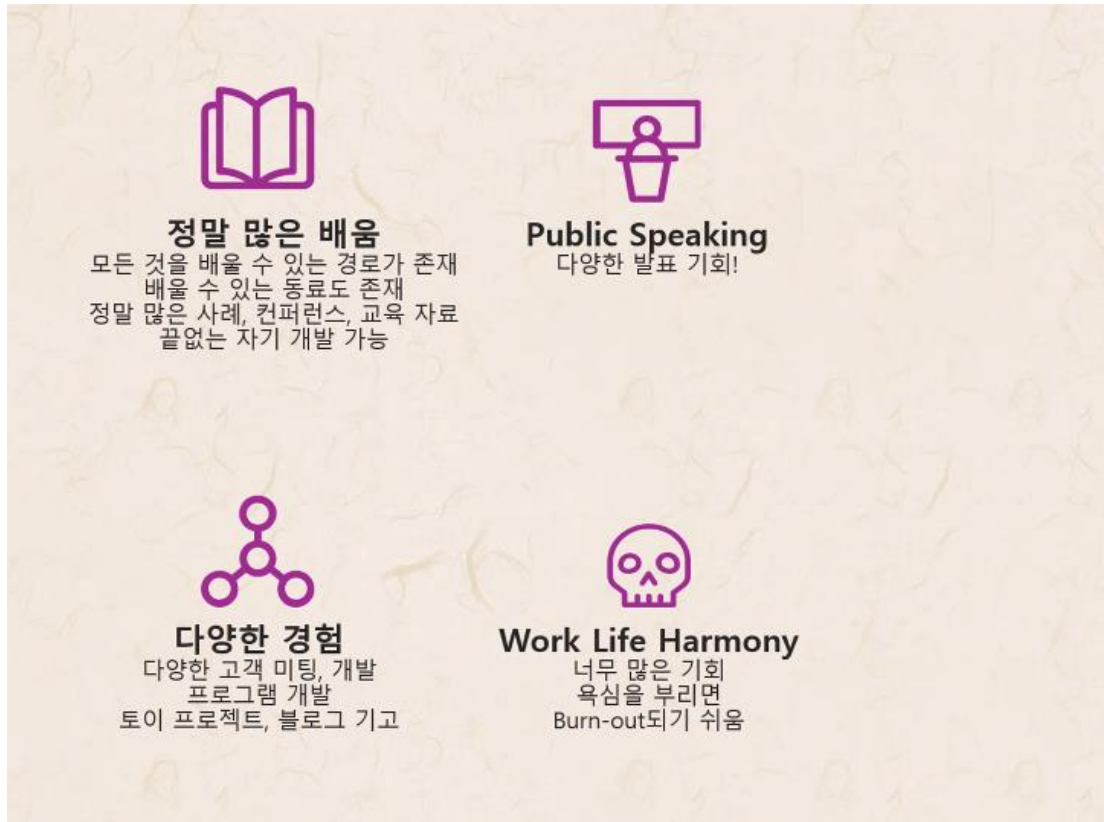 정말 많은 배움
모든 것을 배울 수 있는 경로가 존재
배울 수 있는 동료도 존재
정말 많은 사례, 컨퍼런스, 교육 자료
끝없는 자기 개발 가능
Public Speaking
다양한 발표 기회!
다양한 경험
다양한 고객 미팅, 개발
프로그램 개발
토이 프로젝트, 블로그 기고
Work Life Harmony
너무 많은 기회
욕심을 부리면
Burn-out되기 쉬움